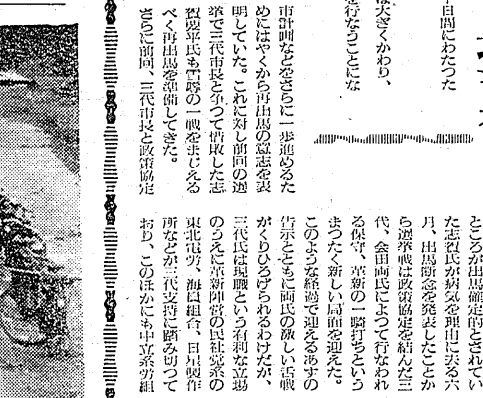 日間にわたつた
は大きくかわり、
を行なうことにな
市計画などをさらに一歩進めるた
めにはやくから再出馬の意志を表
明していた。これに対し前回の選
挙で三代市長と争つて惜敗した志
賀要平氏も雪辱の一戦をまじえる
べく再出馬を準備してきた。
さらに前回、三代市長と政策協定
ところが出馬確定的とされてい
た志賀氏が病気を理由に去る六
月、出馬断念を発表したことか
ら選挙戦は政策協定を結んだ三
代、会田両氏によつて行なわれ
る保守、革新の一騎打ちという
まつたく新しい局面を迎えた。
このような経過で迎えるあすの
告示とともに両氏の激しい舌戦
がくりひろげられるわけだが、
三代氏は現職という有利な立場
のうえに革新陣営の民社党系の
東北電労、海員組合、日東製作
所などが三代支持に踏み切つて
おり、このほかにも中立系労組